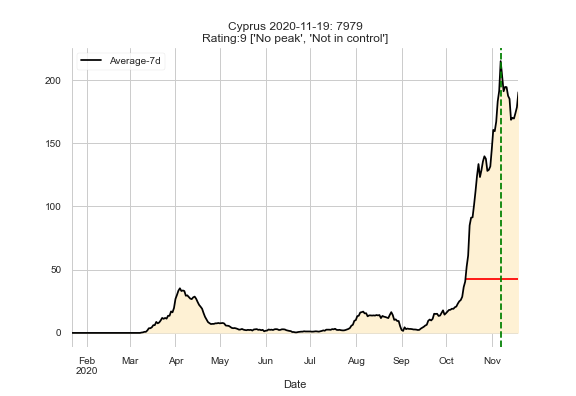 Cyprus 2020-11-19: 7979
Rating:9 ['No peak', 'Not in control']
Average-7d
200
150
100
50
0
Feb Mar Apr May Jun Jul Aug Sep Oct Nov
2020
Date